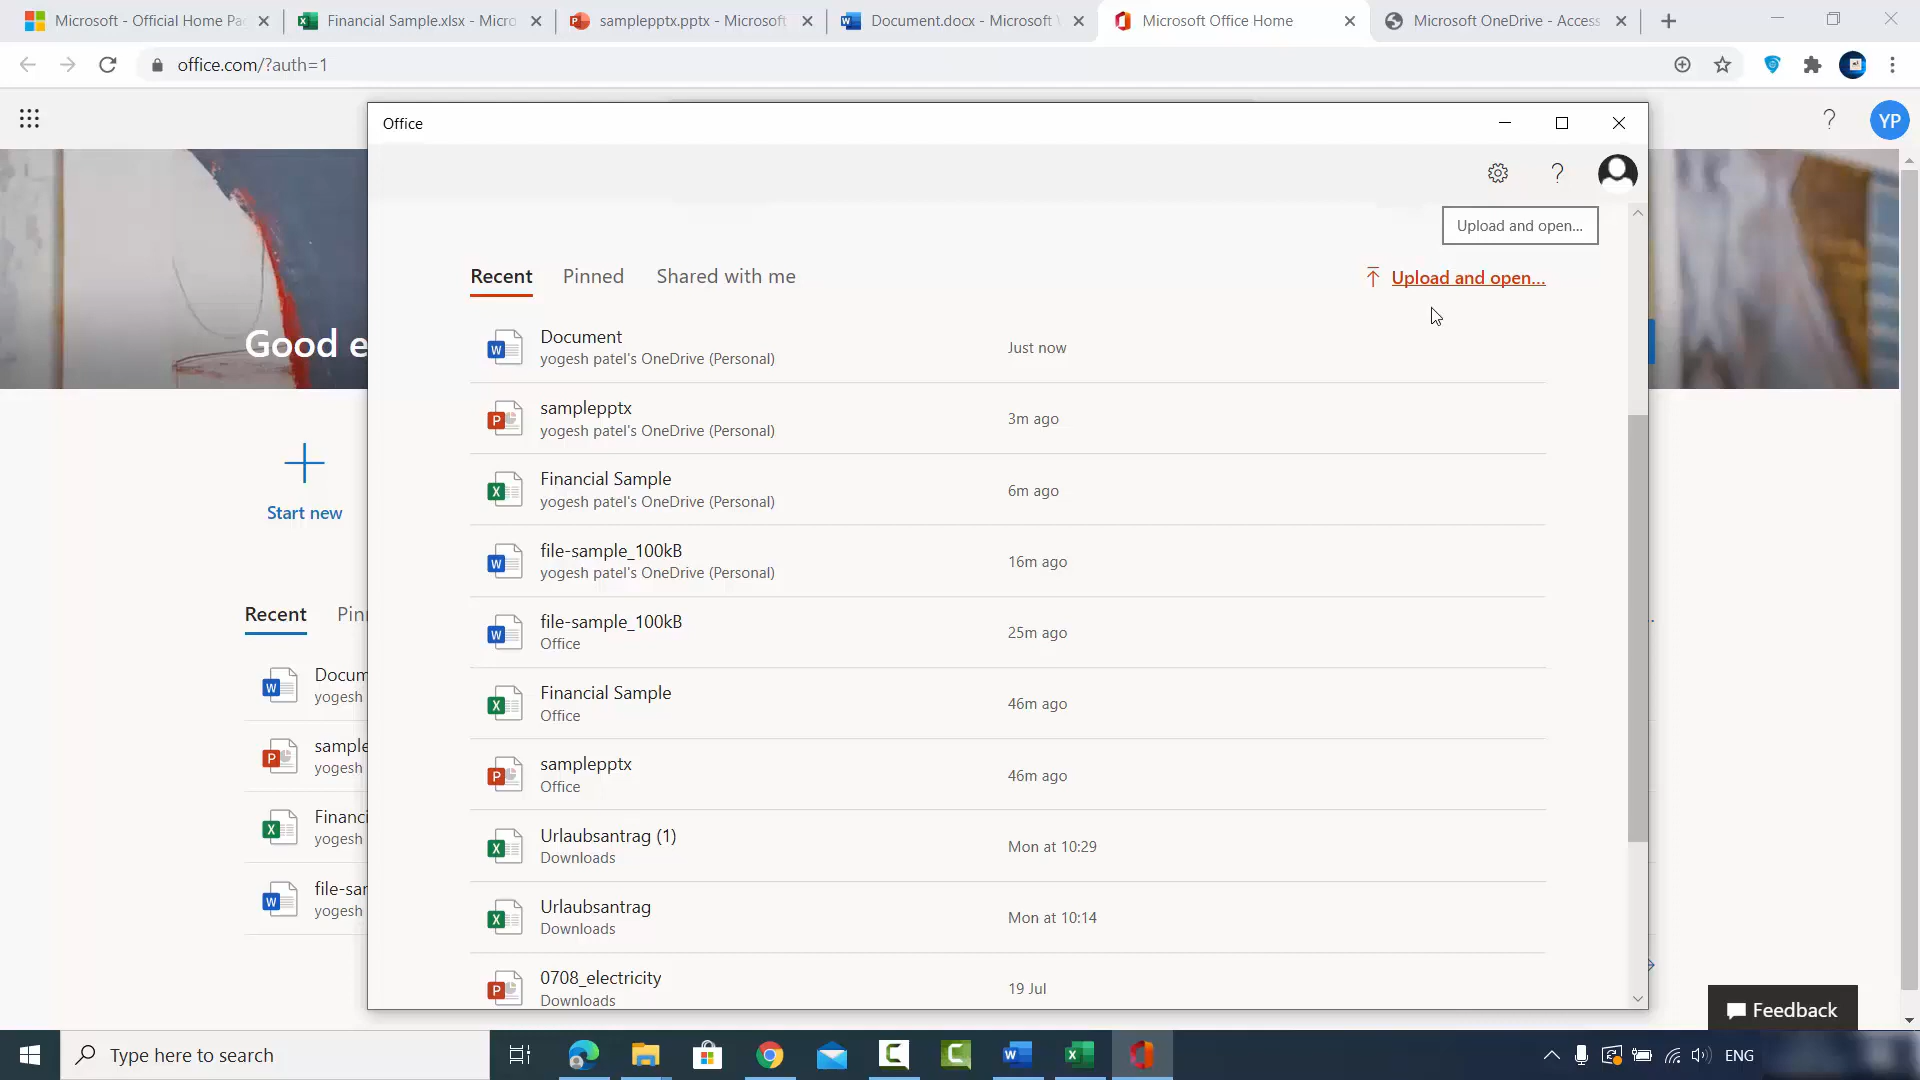 Microsoft - Official Home Pa
Financial Sample.xlsx - Micro
samplepptx.pptx - Microsoft
Document.docx - Microsoft
Microsoft Office Home
Microsoft OneDrive - Access
office.com/?auth=1
YP
Office
Upload and open...
Recent
Pinned
Shared with me
Upload and open...
Document
yogesh patel's OneDrive (Personal)
Just now
samplepptx
yogesh patel's OneDrive (Personal)
3m ago
Financial Sample
yogesh patel's OneDrive (Personal)
6m ago
file-sample_100kB
yogesh patel's OneDrive (Personal)
16m ago
file-sample_100kB
Office
25m ago
Financial Sample
Office
46m ago
samplepptx
Office
46m ago
Urlaubsantrag (1)
Downloads
Mon at 10:29
Urlaubsantrag
Downloads
Mon at 10:14
0708_electricity
Downloads
19 Jul
Good e
Start new
Recent
Pin
Docum
yogesh
sample
yogesh
Financi
yogesh
file-sar
yogesh
Feedback
Type here to search
ENG